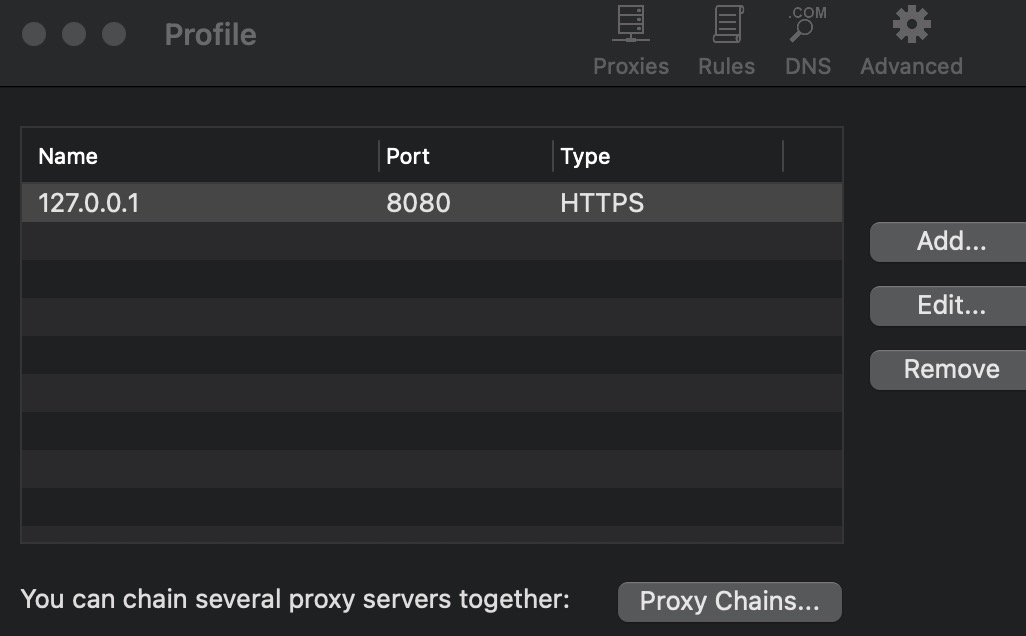 Profile
.COM
Proxies Rules DNS Advanced
Name Port Type
127.0.0.1 8080 HTTPS
Add...
Edit...
Remove
You can chain several proxy servers together: Proxy Chains...